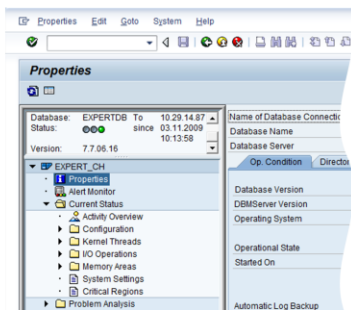 Properties Edit Goto System Help
Properties
Database: EXPERTDB To 10.29.14.87
Status: since 03.11.2009
10:13:58
Version: 7.7.06.16
EXPERT_CH
Properties
Alert Monitor
Current Status
Activity Overview
Configuration
Kernel Threads
I/O Operations
Memory Areas
System Settings
Critical Regions
Problem Analysis
Name of Database Connectio
Database Name
Database Server
Op. Condition Director
Database Version
DBMServer Version
Operating System
Operational State
Started On
Automatic Log Backup